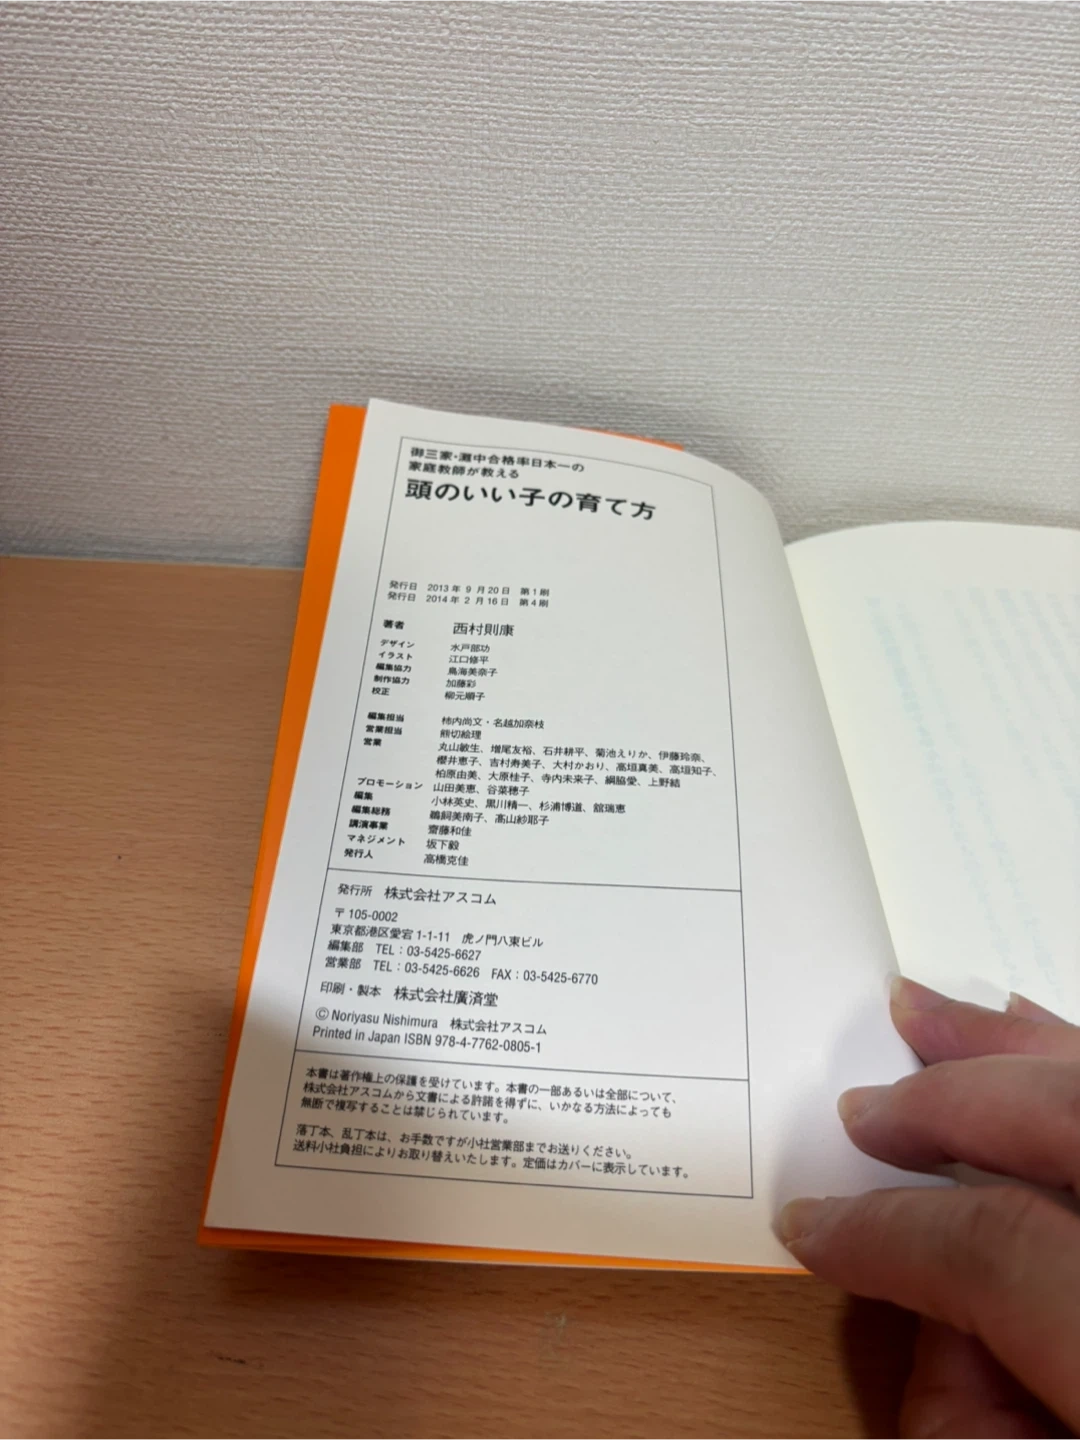 御三家・灘中合格率日本一の
家庭教師が教える
頭のいい子の育て方
発行日 2013年 9 月20日 第1刷
発行日 2014年 2 月16日 第4刷
著者 西村則康
デザイン 水戸部功
イラスト 江口修平
編集協力 鳥海美奈子
制作協力 加藤彩
校正 柳元順子
編集担当 柿内尚文・名越加奈枝
営業担当 熊切絵理
営業 丸山敏生、増尾友裕、石井耕平、菊池えりか、伊藤玲奈、
櫻井恵子、吉村寿美子、大村かおり、高垣真美、高垣知子、
柏原由美、大原桂子、寺内未来子、綱脇愛、上野結
プロモーション 山田美恵、谷菜穂子
編集 小林英史、黒川精一、杉浦博道、舘瑞恵
編集総務 鵜飼美南子、髙山紗耶子
講演事業 齋藤和佳
マネジメント 坂下毅
発行人 高橋克佳
発行所 株式会社アスコム
〒105-0002
東京都港区愛宕1-1-11 虎ノ門八束ビル
編集部 TEL：03-5425-6627
営業部 TEL：03-5425-6626 FAX：03-5425-6770
印刷・製本 株式会社廣済堂
© Noriyasu Nishimura 株式会社アスコム
Printed in Japan ISBN 978-4-7762-0805-1
本書は著作権上の保護を受けています。本書の一部あるいは全部について、
株式会社アスコムから文書による許諾を得ずに、いかなる方法によっても
無断で複写することは禁じられています。
落丁本、乱丁本は、お手数ですが小社営業部までお送りください。
送料小社負担によりお取り替えいたします。定価はカバーに表示しています。